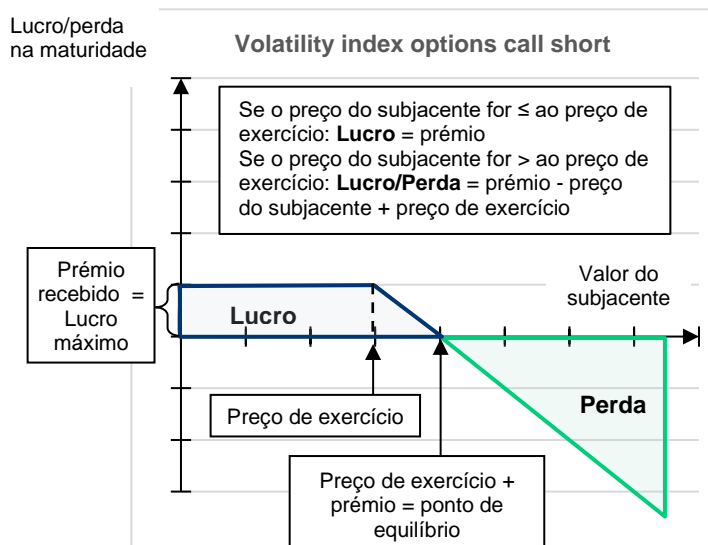 Lucro/perda
na maturidade
Volatility index options call short
Se o preço do subjacente for ≤ ao preço de
exercício: Lucro = prémio
Se o preço do subjacente for > ao preço de
exercício: Lucro/Perda = prémio - preço
do subjacente + preço de exercício
Prémio
recebido =
Lucro
máximo
Lucro
Valor do
subjacente
Preço de exercício
Perda
Preço de exercício +
prémio = ponto de
equilíbrio